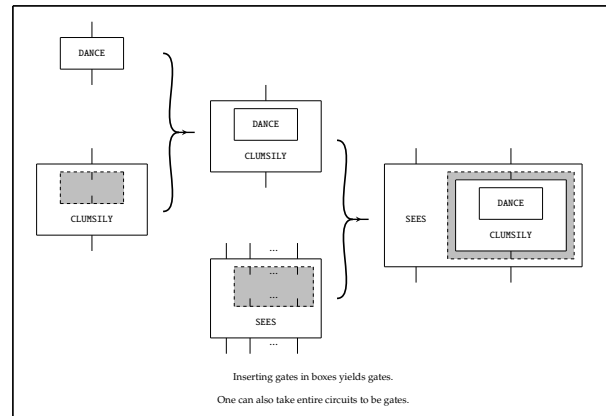 DANCE
CLUMSILY
DANCE
CLUMSILY
...
...
...
SEES
...
SEES
DANCE
CLUMSILY
Inserting gates in boxes yields gates.
One can also take entire circuits to be gates.